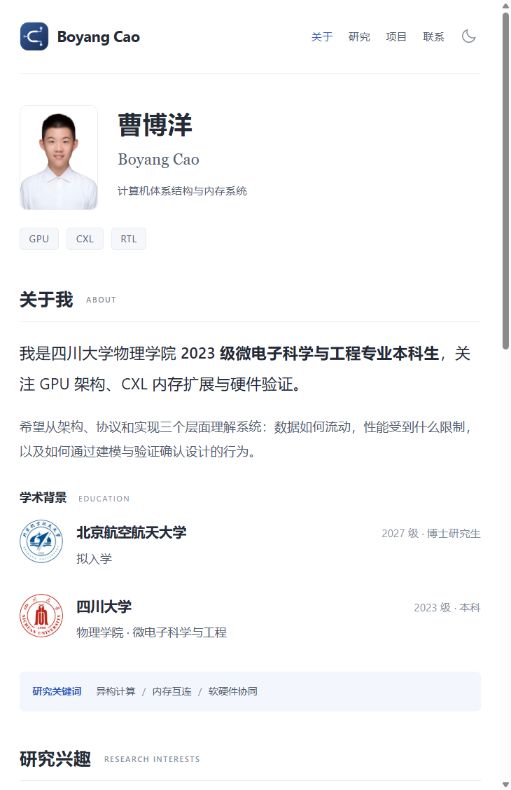 Boyang Cao
关于 研究 项目 联系
曹博洋
Boyang Cao
计算机体系结构与内存系统
GPU CXL RTL
关于我 ABOUT
我是四川大学物理学院 2023 级微电子科学与工程专业本科生，关
注 GPU 架构、CXL 内存扩展与硬件验证。
希望从架构、协议和实现三个层面理解系统：数据如何流动，性能受到什么限制，
以及如何通过建模与验证确认设计的行为。
学术背景 EDUCATION
北京航空航天大学 2027 级 · 博士研究生
拟入学
四川大学 2023 级 · 本科
物理学院 · 微电子科学与工程
研究关键词 异构计算 / 内存互连 / 软硬件协同
研究兴趣 RESEARCH INTERESTS